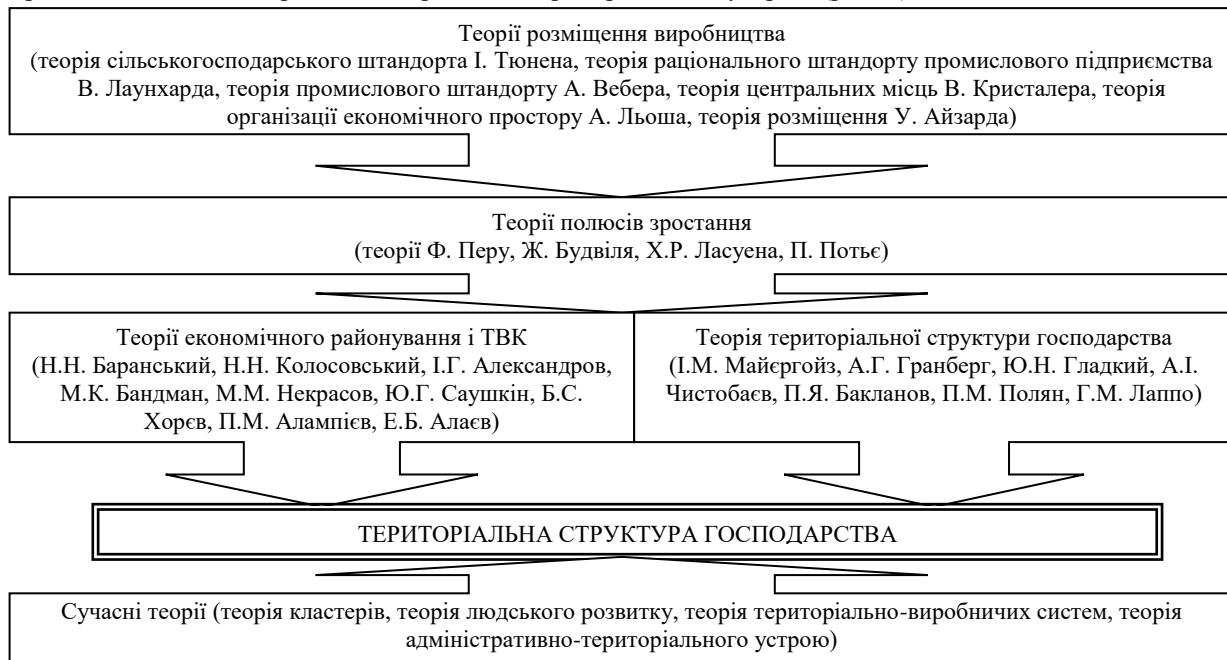 Теорії розміщення виробництва
(теорія сільськогосподарського штандорта І. Тюнена, теорія раціонального штандорту промислового підприємства
В. Лаунхарда, теорія промислового штандорту А. Вебера, теорія центральних місць В. Кристалера, теорія
організації економічного простору А. Льоша, теорія розміщення У. Айзарда)
Теорії полюсів зростання
(теорії Ф. Перу, Ж. Будвіля, Х.Р. Ласуена, П. Потьє)
Теорії економічного районування і ТВК
(Н.Н. Баранський, Н.Н. Колосовський, І.Г. Александров,
М.К. Бандман, М.М. Некрасов, Ю.Г. Саушкін, Б.С.
Хорєв, П.М. Алампієв, Е.Б. Алаєв)
Теорія територіальної структури господарства
(І.М. Майєргойз, А.Г. Гранберг, Ю.Н. Гладкий, А.І.
Чистобаєв, П.Я. Бакланов, П.М. Полян, Г.М. Лаппо)
ТЕРИТОРІАЛЬНА СТРУКТУРА ГОСПОДАРСТВА
Сучасні теорії (теорія кластерів, теорія людського розвитку, теорія територіально-виробничих систем, теорія
адміністративно-територіального устрою)